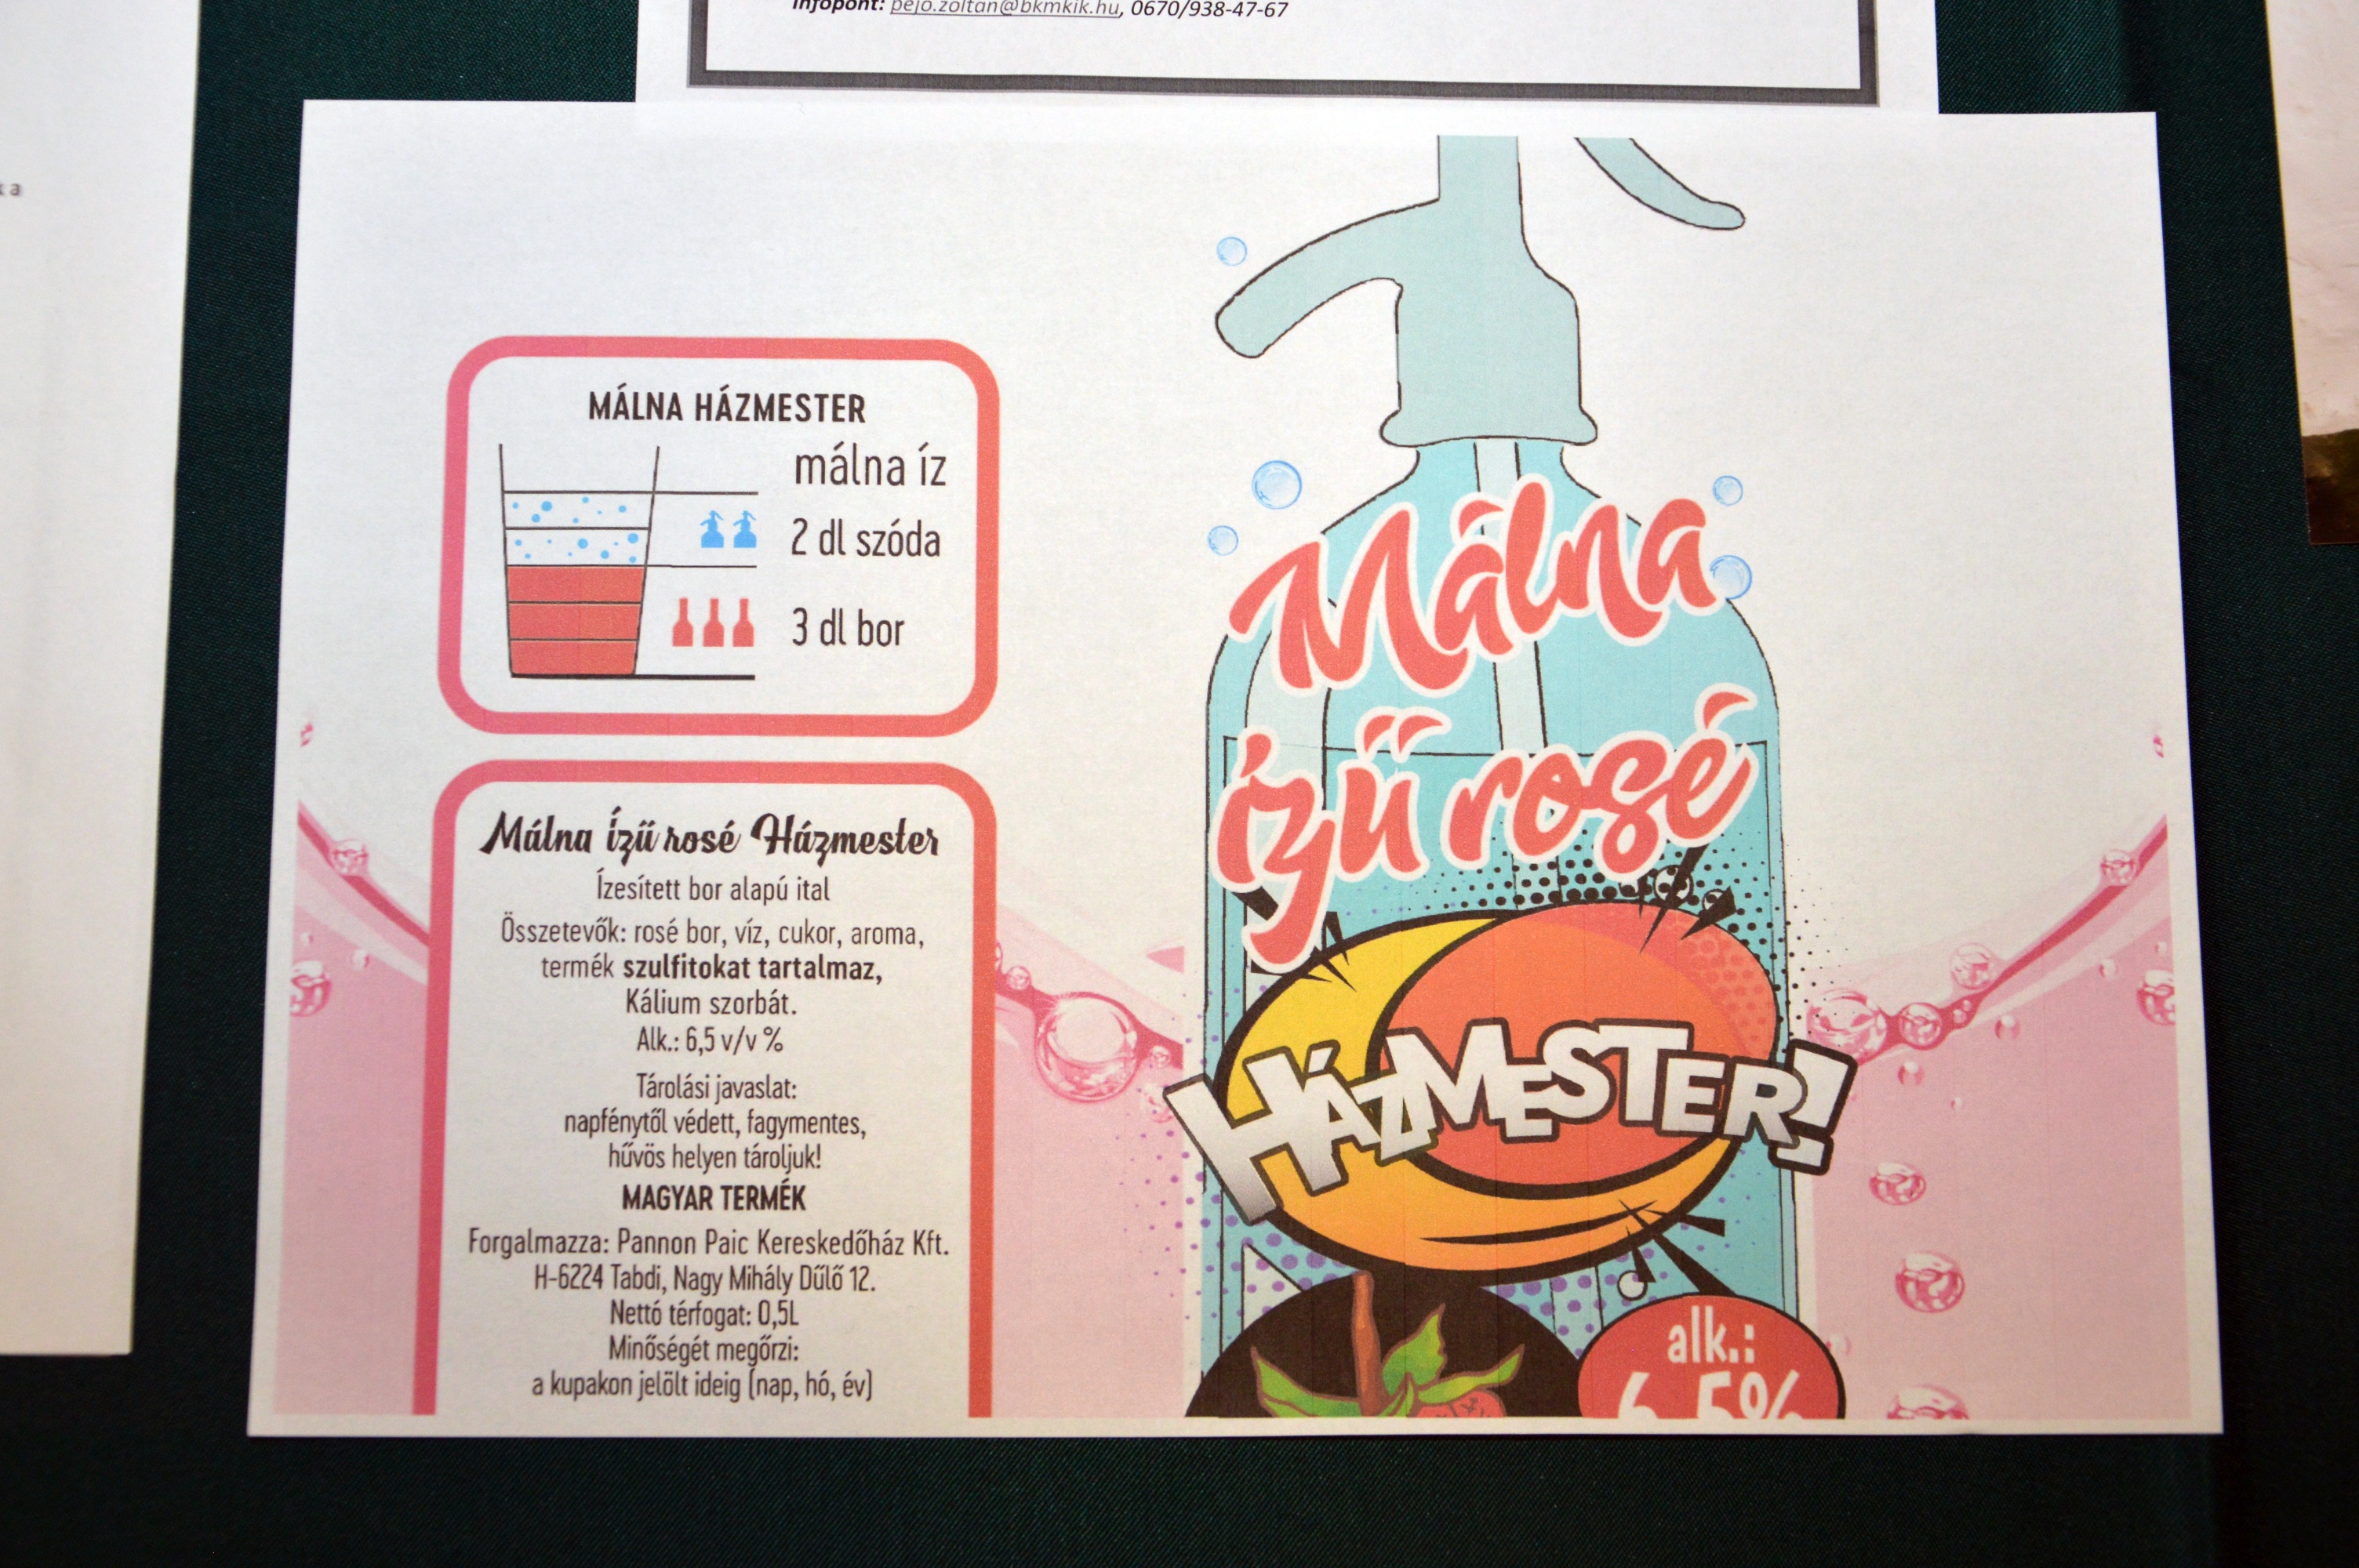 Infopont: pejo.zoltan@bkmkik.hu, 0670/938-47-67
MÁLNA HÁZMESTER
málna íz
2 dl szóda
3 dl bor
Málna ízű rosé Házmester
Ízesített bor alapú ital
Összetevők: rosé bor, víz, cukor, aroma,
termék szulfitokat tartalmaz,
Kálium szorbát.
Alk.: 6,5 v/v %
Tárolási javaslat:
napfénytől védett, fagymentes,
hűvös helyen tároljuk!
MAGYAR TERMÉK
Forgalmazza: Pannon Paic Kereskedőház Kft.
H-6224 Tabdi, Nagy Mihály Dűlő 12.
Nettó térfogat: 0,5L
Minőségét megőrzi:
a kupakon jelölt ideig (nap, hó, év)
Málna
ízű rosé
HÁZMESTER!
alk.:
6,5%